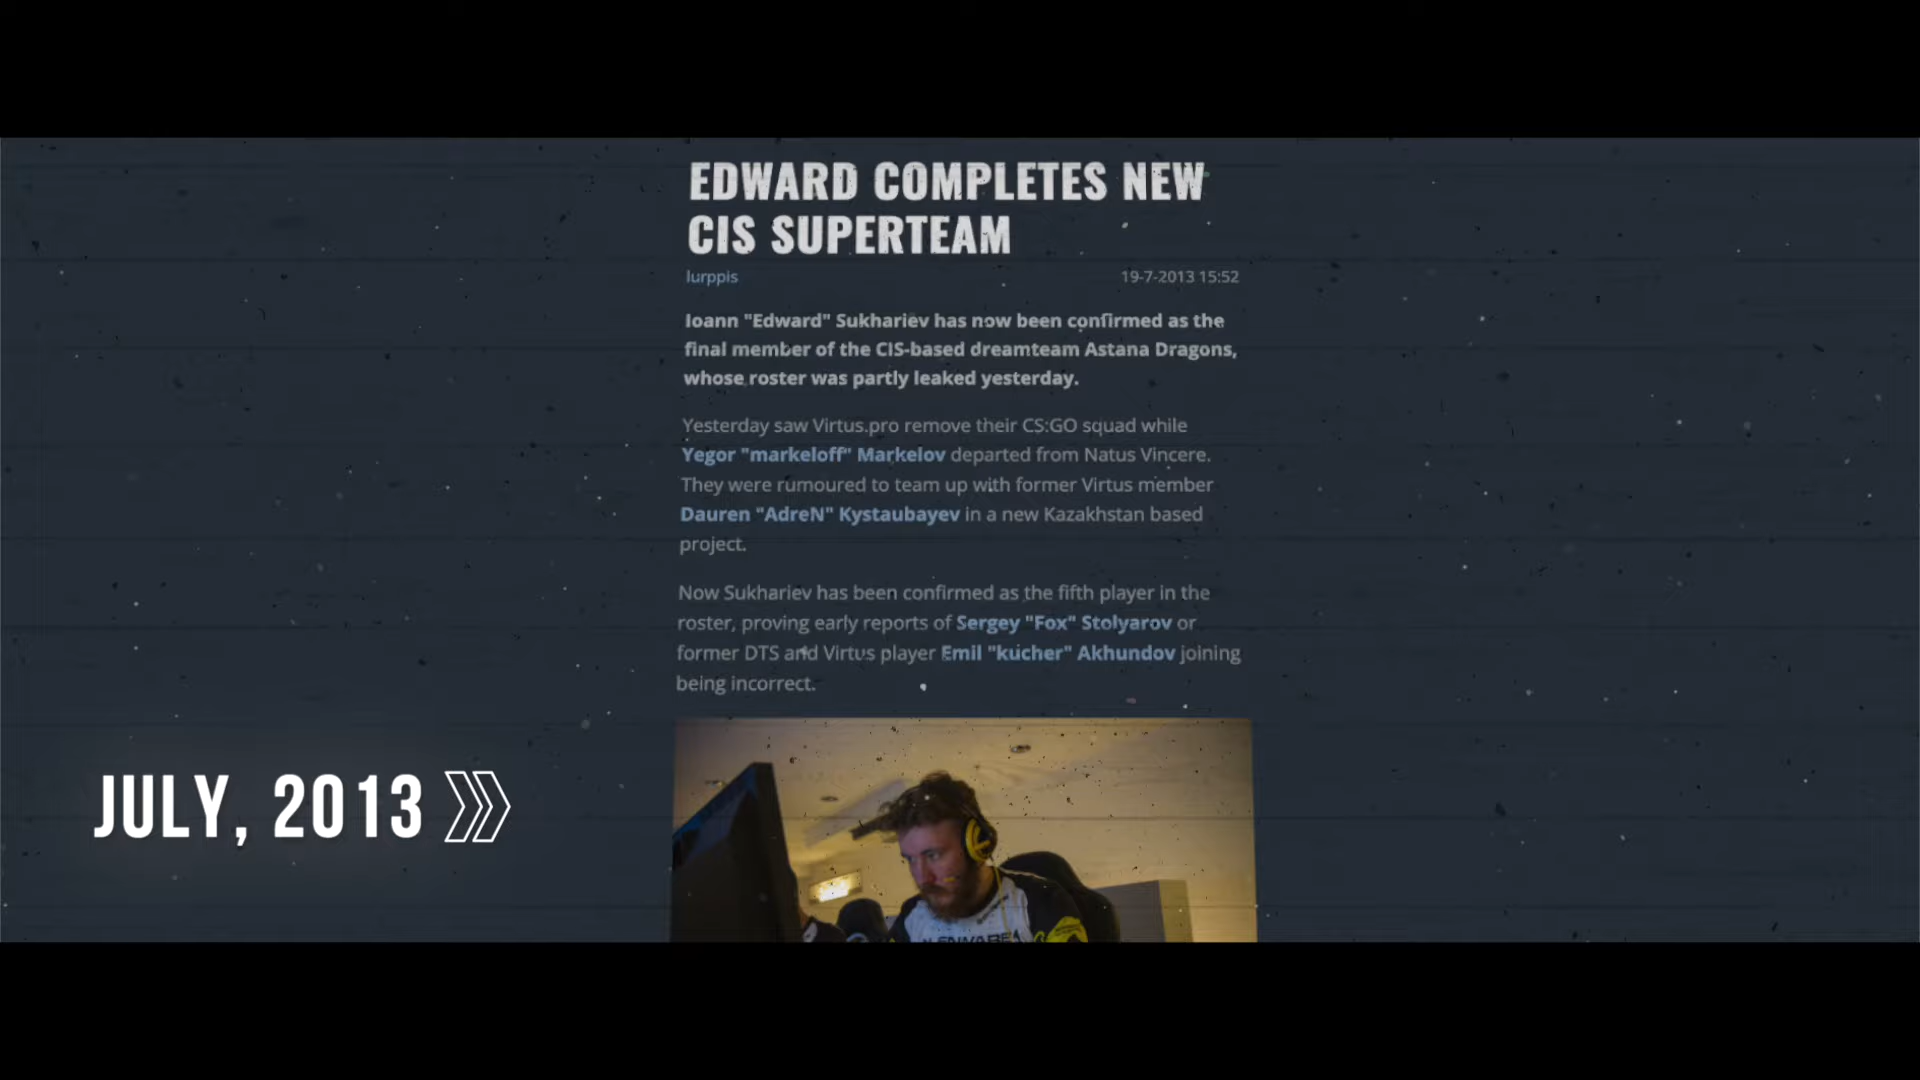 EDWARD COMPLETES NEW
CIS SUPERTEAM
lurppis 19-7-2013 15:52
Ioann "Edward" Sukhariev has now been confirmed as the
final member of the CIS-based dreamteam Astana Dragons,
whose roster was partly leaked yesterday.
Yesterday saw Virtus.pro remove their CS:GO squad while
Yegor "markeloff" Markelov departed from Natus Vincere.
They were rumoured to team up with former Virtus member
Dauren "AdreN" Kystaubayev in a new Kazakhstan based
project.
Now Sukhariev has been confirmed as the fifth player in the
roster, proving early reports of Sergey "Fox" Stolyarov or
former DTS and Virtus player Emil "kucher" Akhundov joining
being incorrect.
JULY, 2013
ALIENWARE